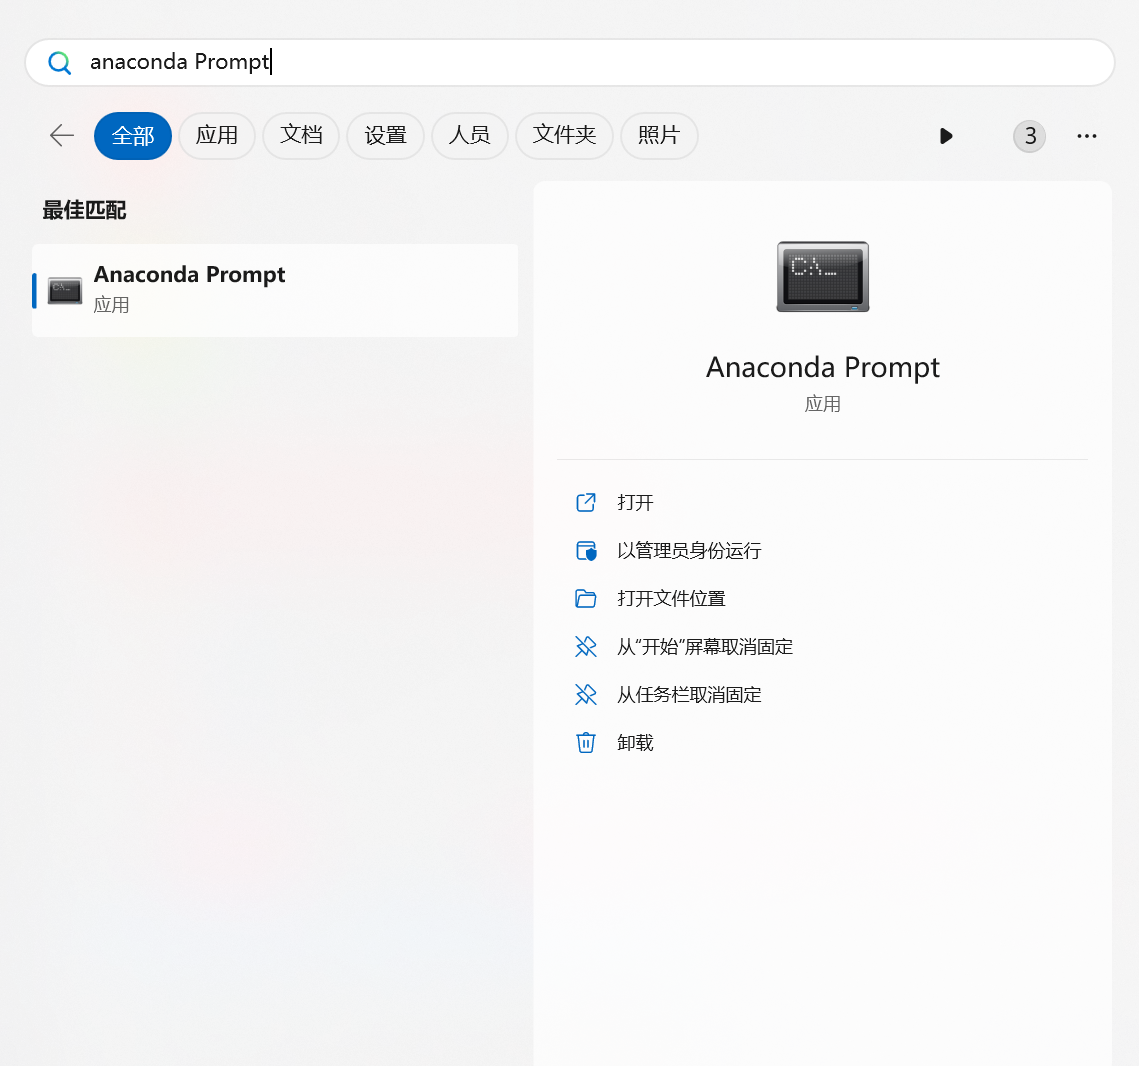 anaconda Prompt
全部 应用 文档 设置 人员 文件夹 照片 3
最佳匹配
Anaconda Prompt
应用
C:\_
Anaconda Prompt
应用
打开
以管理员身份运行
打开文件位置
从“开始”屏幕取消固定
从任务栏取消固定
卸载